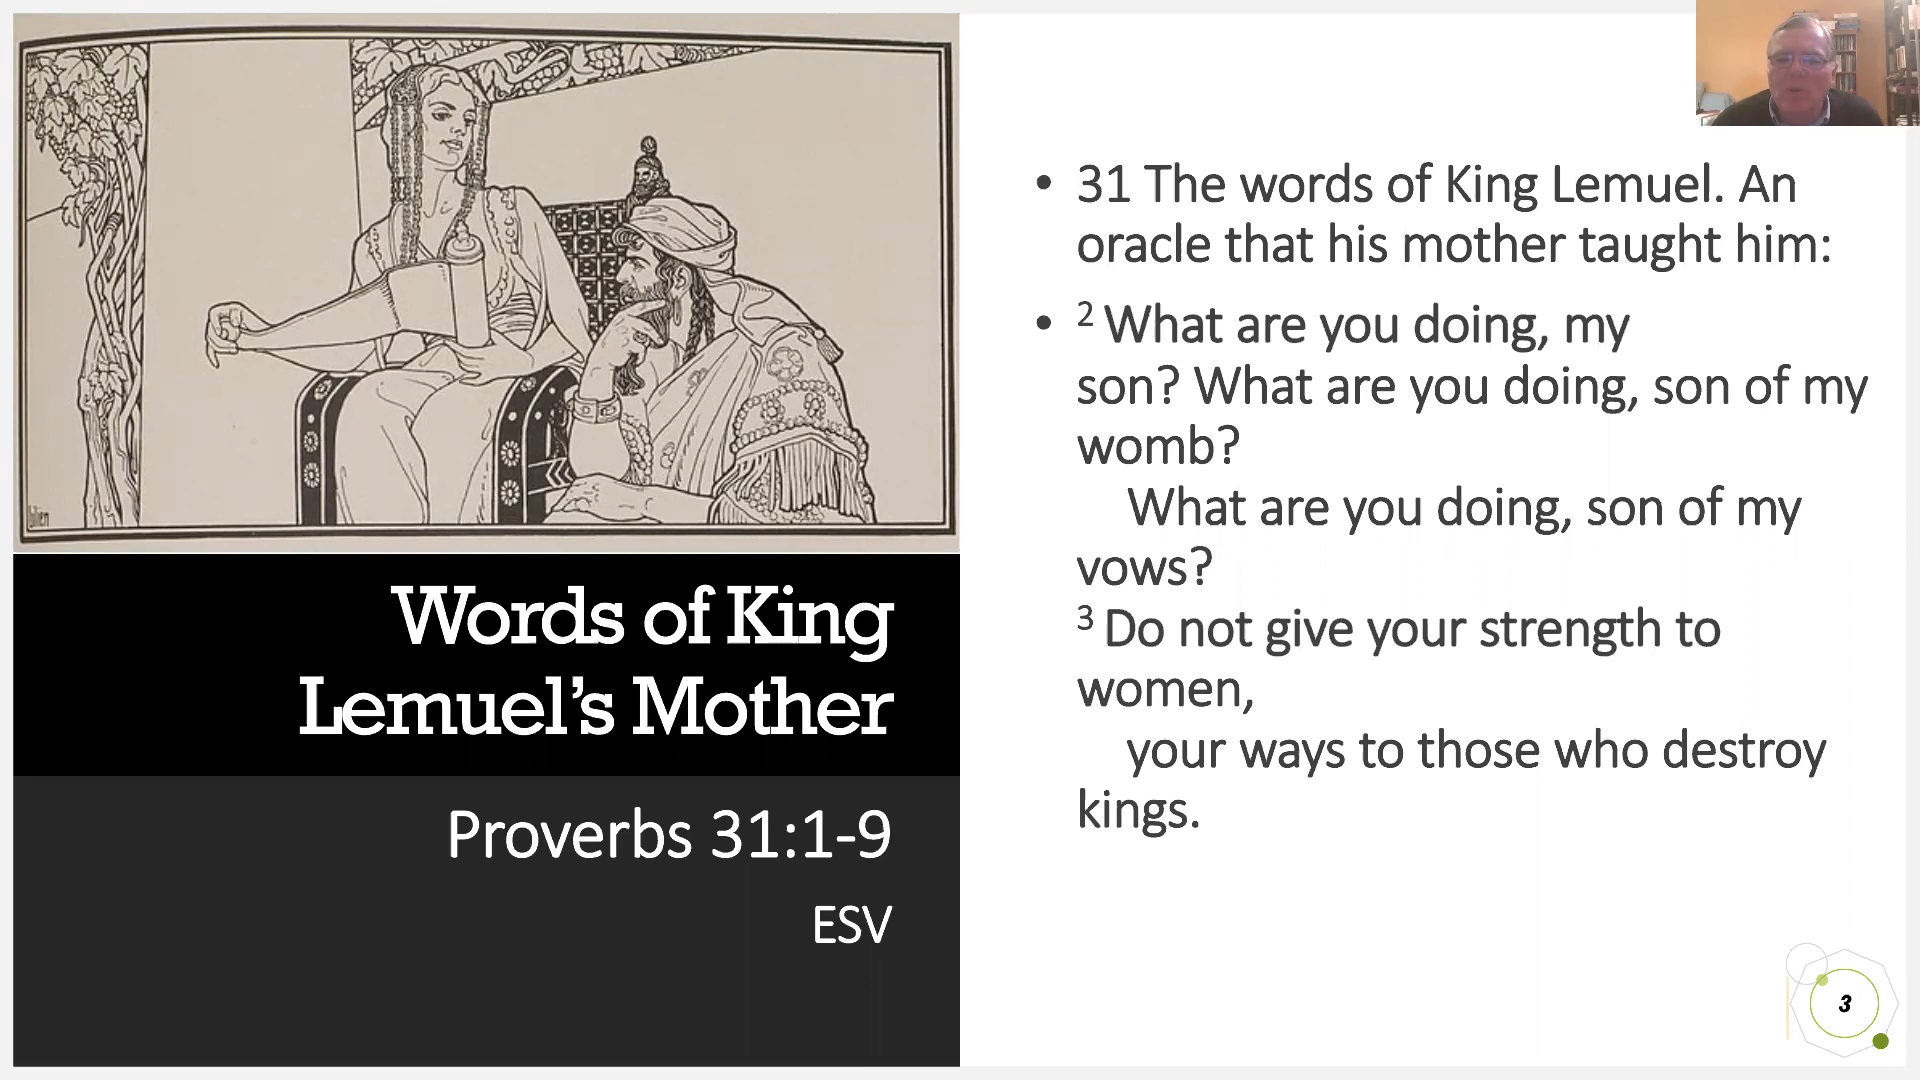 Words of King
Lemuel's Mother
Proverbs 31:1-9
ESV
• 31 The words of King Lemuel. An
oracle that his mother taught him:
• 2 What are you doing, my
son? What are you doing, son of my
womb?
What are you doing, son of my
vows?
3 Do not give your strength to
women,
your ways to those who destroy
kings.
3